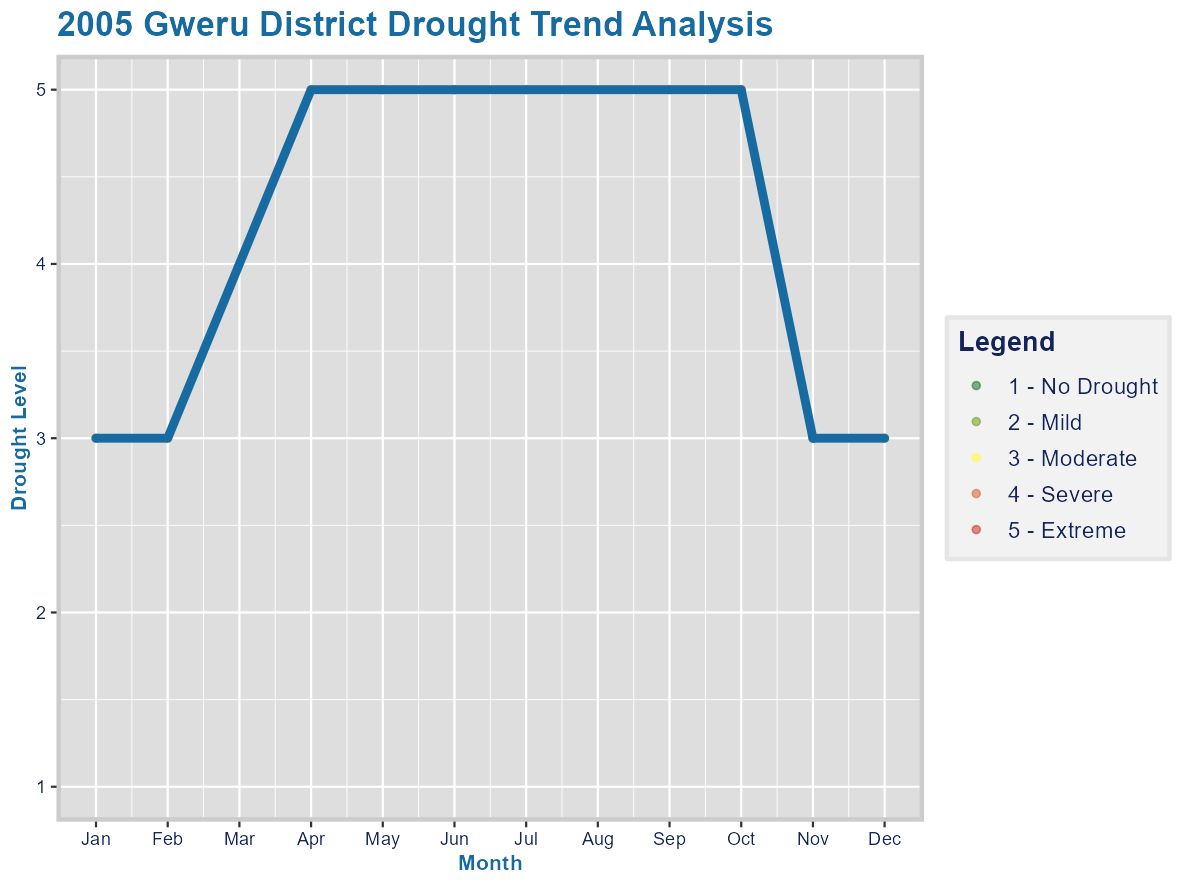 2005 Gweru District Drought Trend Analysis
5
4
3
2
1
Drought Level
Jan Feb Mar Apr May Jun Jul Aug Sep Oct Nov Dec
Month
Legend
1 - No Drought
2 - Mild
3 - Moderate
4 - Severe
5 - Extreme